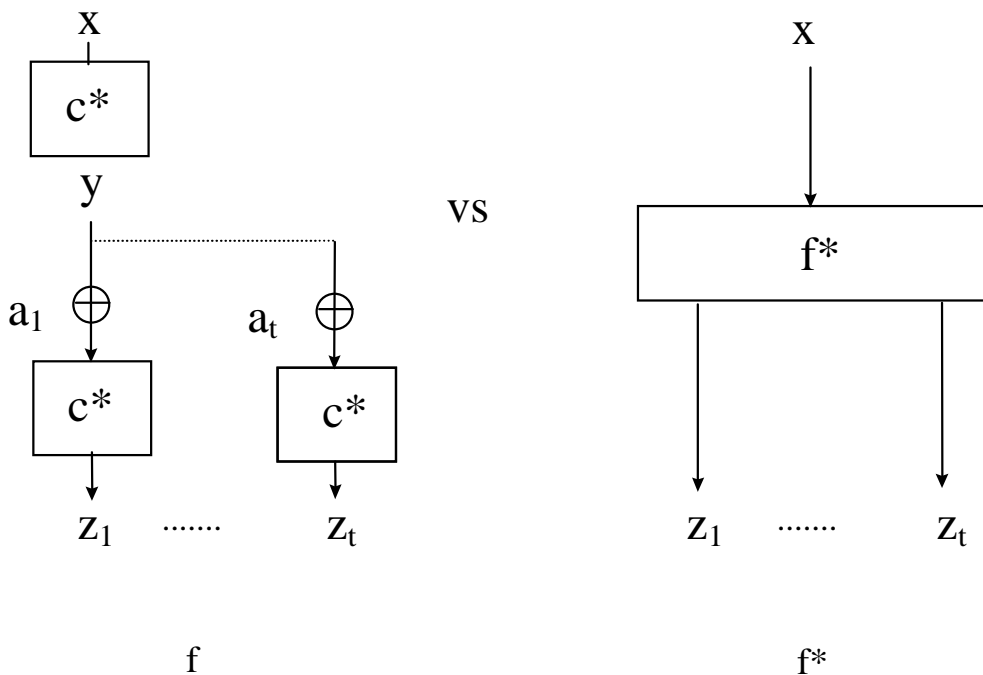 x
c*
y
a₁
aₜ
c*
c*
z₁ ....... zₜ
f
vs
x
f*
z₁ ....... zₜ
f*